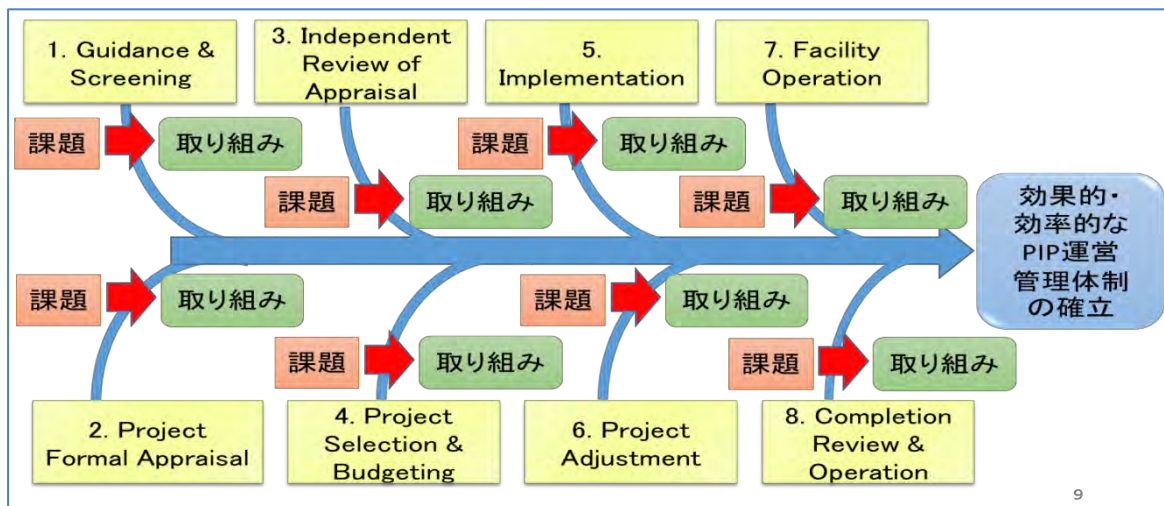 1. Guidance &
Screening
3. Independent
Review of
Appraisal
5.
Implementation
7. Facility
Operation
課題
取り組み
課題
取り組み
課題
取り組み
課題
取り組み
効果的・
効率的な
PIP運営
管理体制
の確立
課題
取り組み
課題
取り組み
課題
取り組み
課題
取り組み
2. Project
Formal Appraisal
4. Project
Selection &
Budgeting
6. Project
Adjustment
8. Completion
Review &
Operation
9